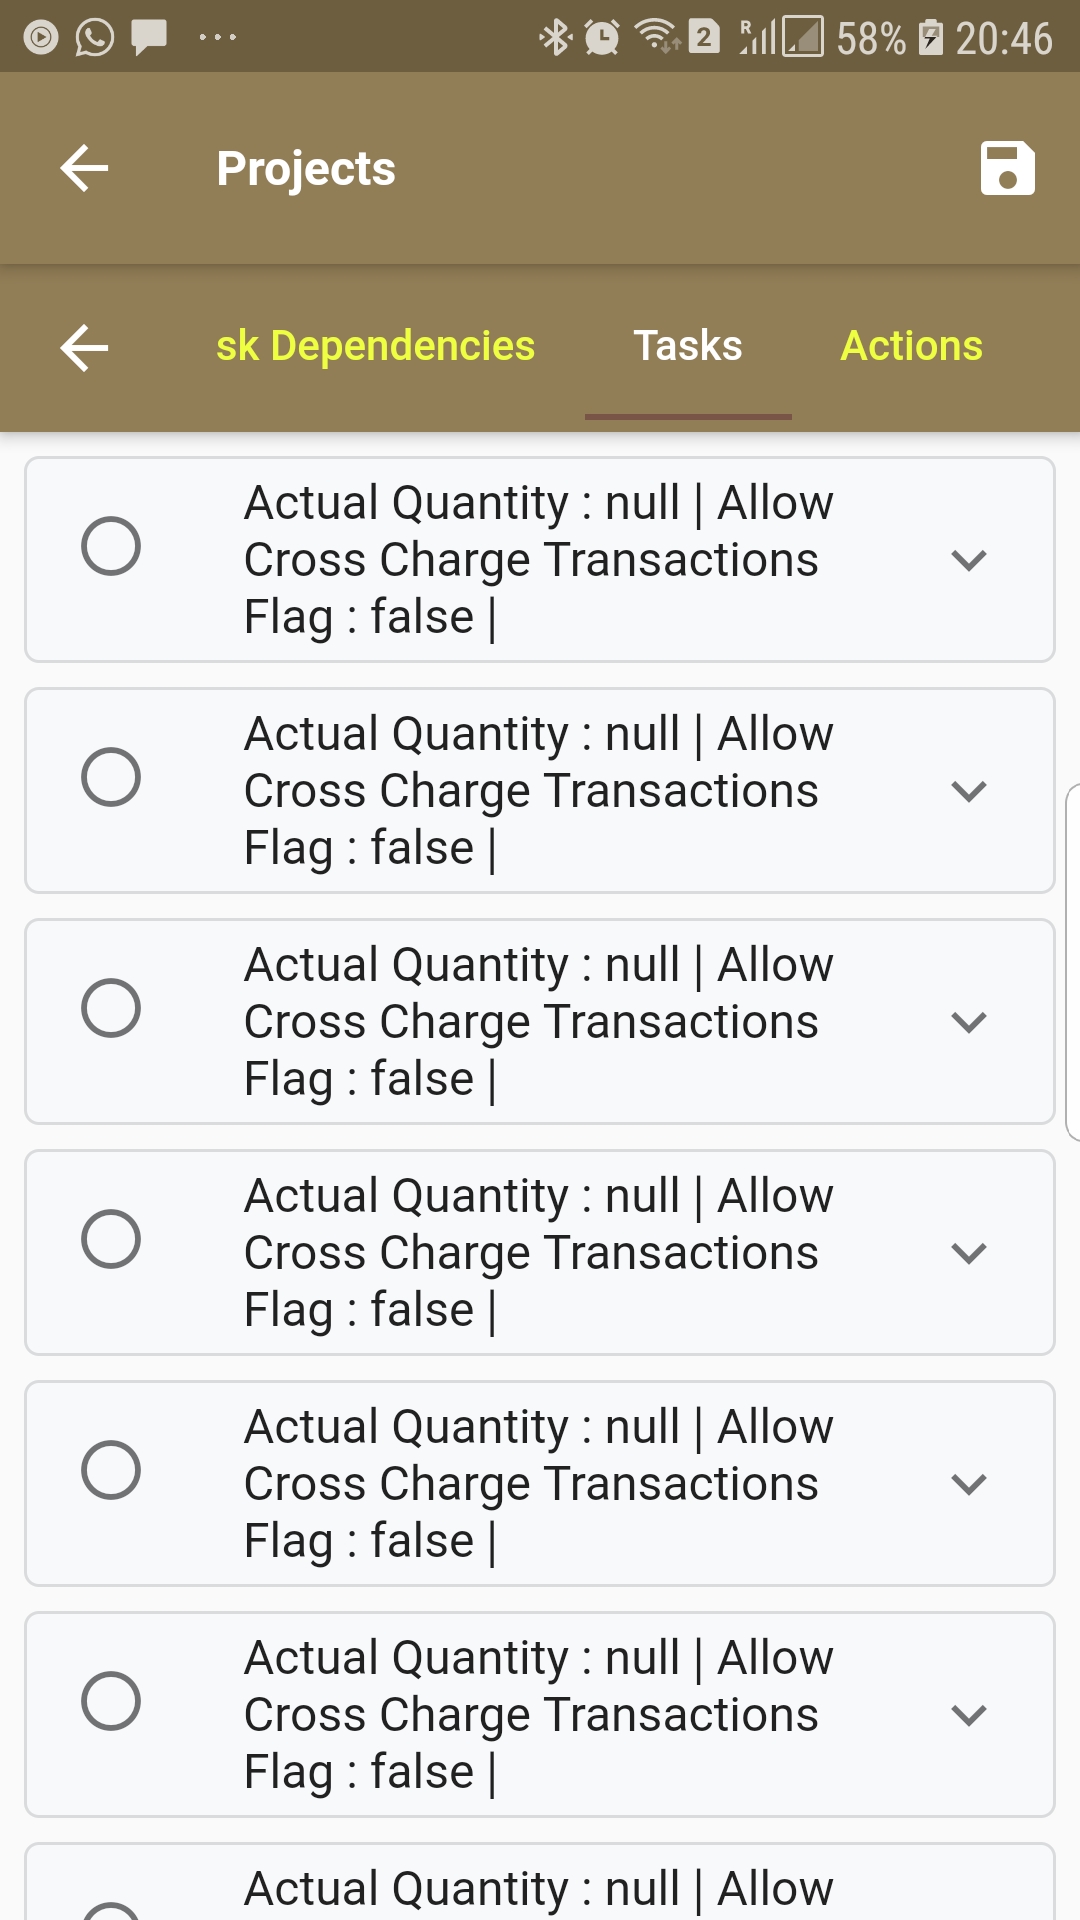 R 2 58% 20:46
Projects
sk Dependencies Tasks Actions
Actual Quantity : null | Allow
Cross Charge Transactions
Flag : false |
Actual Quantity : null | Allow
Cross Charge Transactions
Flag : false |
Actual Quantity : null | Allow
Cross Charge Transactions
Flag : false |
Actual Quantity : null | Allow
Cross Charge Transactions
Flag : false |
Actual Quantity : null | Allow
Cross Charge Transactions
Flag : false |
Actual Quantity : null | Allow
Cross Charge Transactions
Flag : false |
Actual Quantity : null | Allow